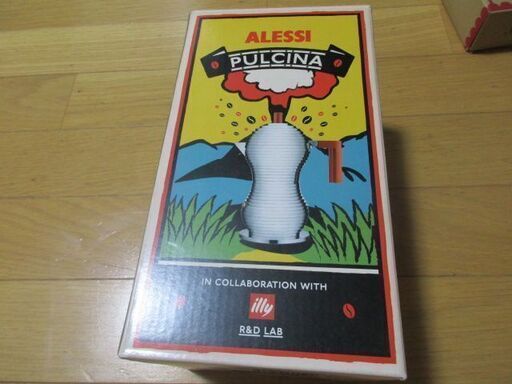 ALESSI
PULCINA
IN COLLABORATION WITH
illy
R&D LAB